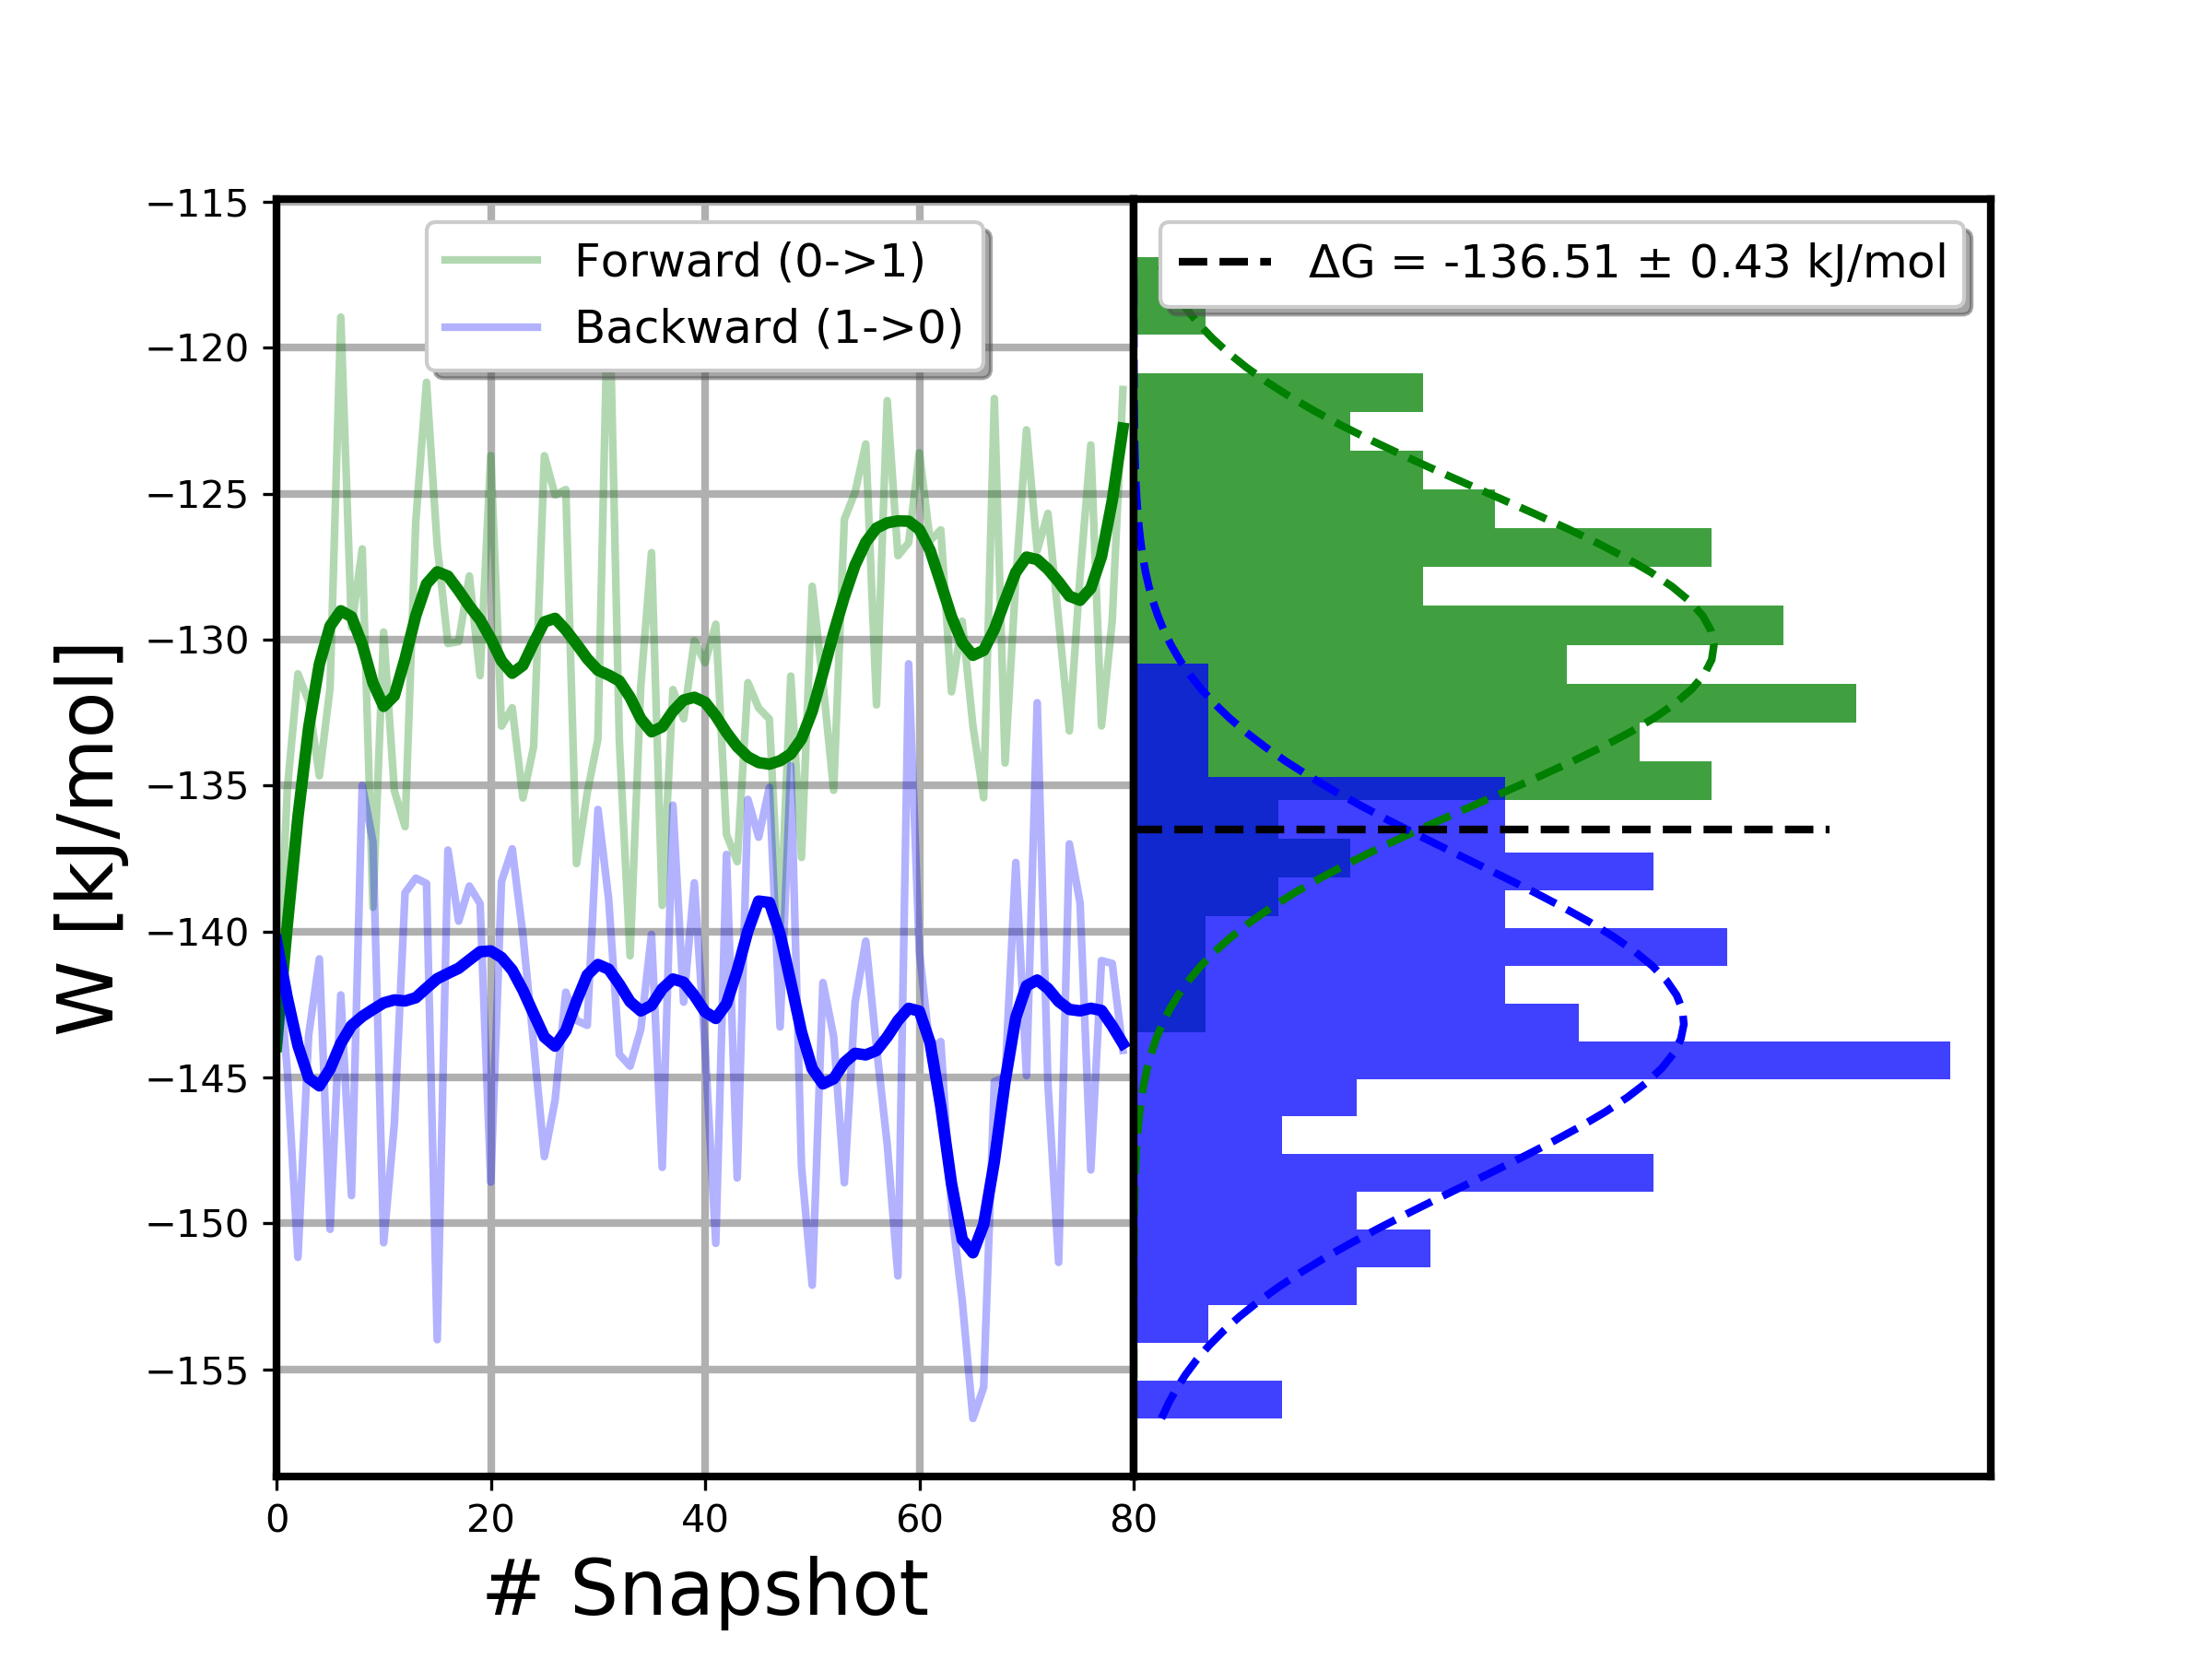 −115
−120
−125
−130
−135
−140
−145
−150
−155
W [kJ/mol]
Forward (0->1)
Backward (1->0)
ΔG = -136.51 ± 0.43 kJ/mol
0 20 40 60 80
# Snapshot